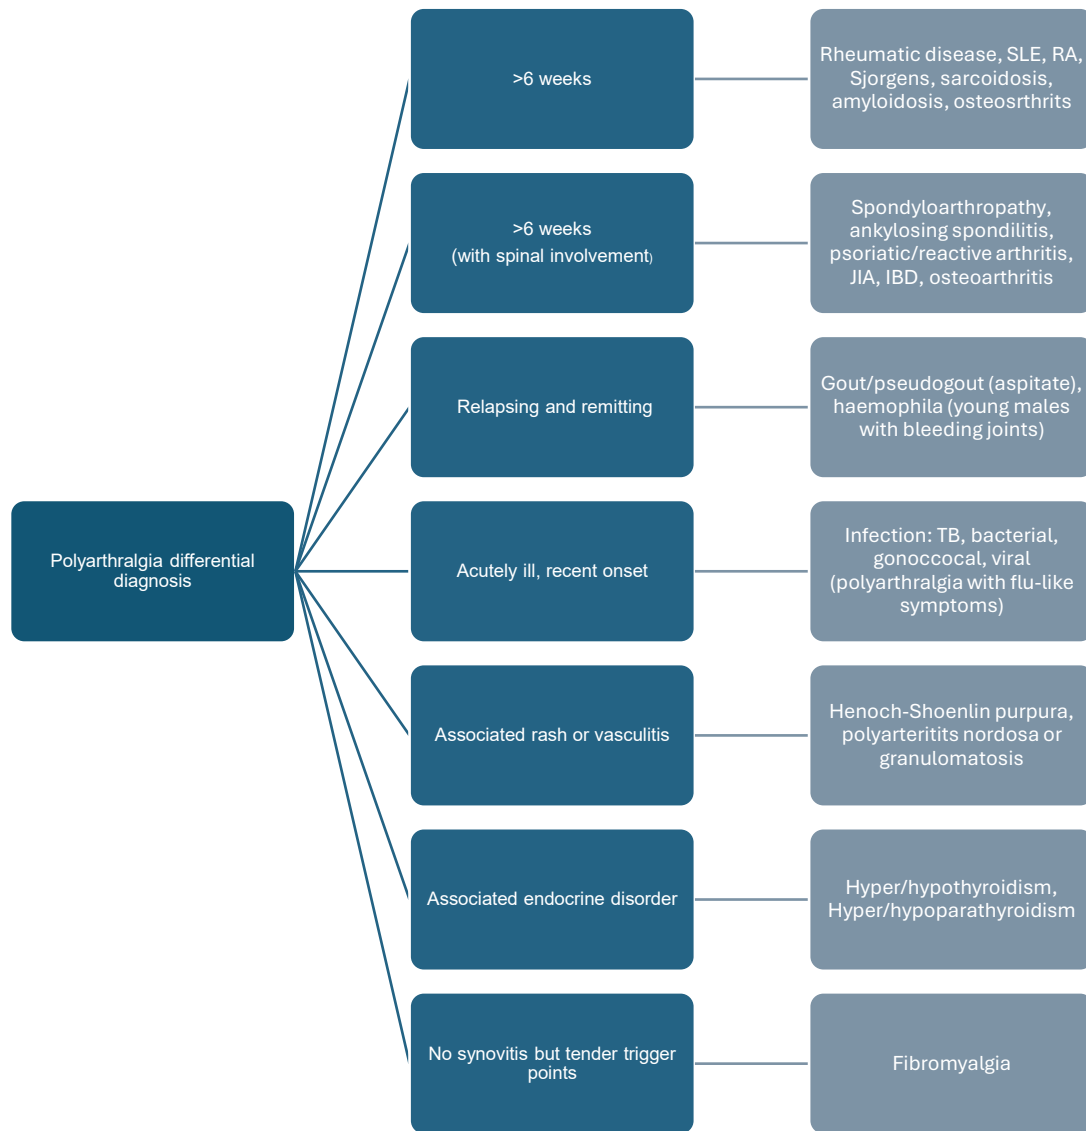 >6 weeks
Rheumatic disease, SLE, RA,
Sjorgens, sarcoidosis,
amyloidosis, osteosrthrits
>6 weeks
(with spinal involvement)
Spondyloarthropathy,
ankylosing spondilitis,
psoriatic/reactive arthritis,
JIA, IBD, osteoarthritis
Relapsing and remitting
Gout/pseudogout (aspitate),
haemophila (young males
with bleeding joints)
Polyarthralgia differential
diagnosis
Acutely ill, recent onset
Infection: TB, bacterial,
gonoccocal, viral
(polyarthralgia with flu-like
symptoms)
Associated rash or vasculitis
Henoch-Shoenlin purpura,
polyarteritits nordosa or
granulomatosis
Associated endocrine disorder
Hyper/hypothyroidism,
Hyper/hypoparathyroidism
No synovitis but tender trigger
points
Fibromyalgia